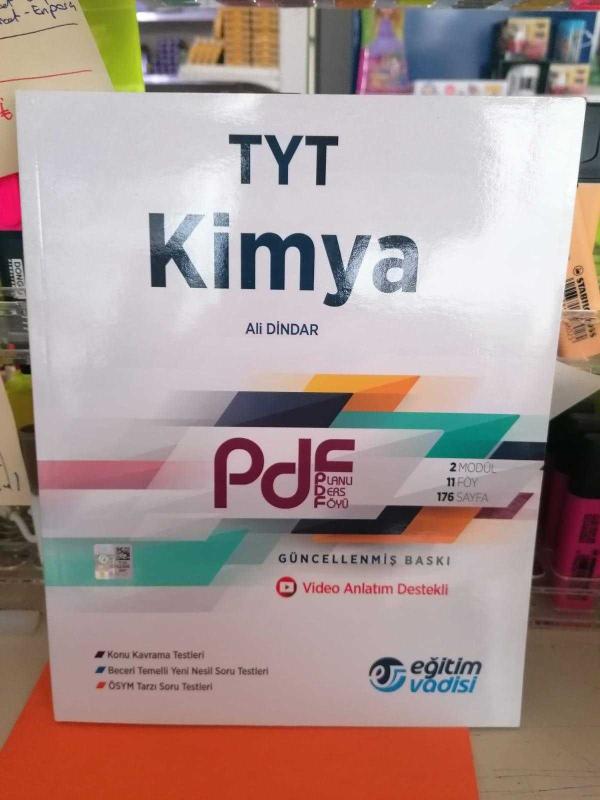 TYT
Kimya
Ali DİNDAR
PdF
PLANLI
DERS
FÖYÜ
2 MODÜL
11 FÖY
176 SAYFA
GÜNCELLENMİŞ BASKI
Video Anlatım Destekli
Konu Kavrama Testleri
Beceri Temelli Yeni Nesil Soru Testleri
ÖSYM Tarzı Soru Testleri
eğitim
vadisi
DONG